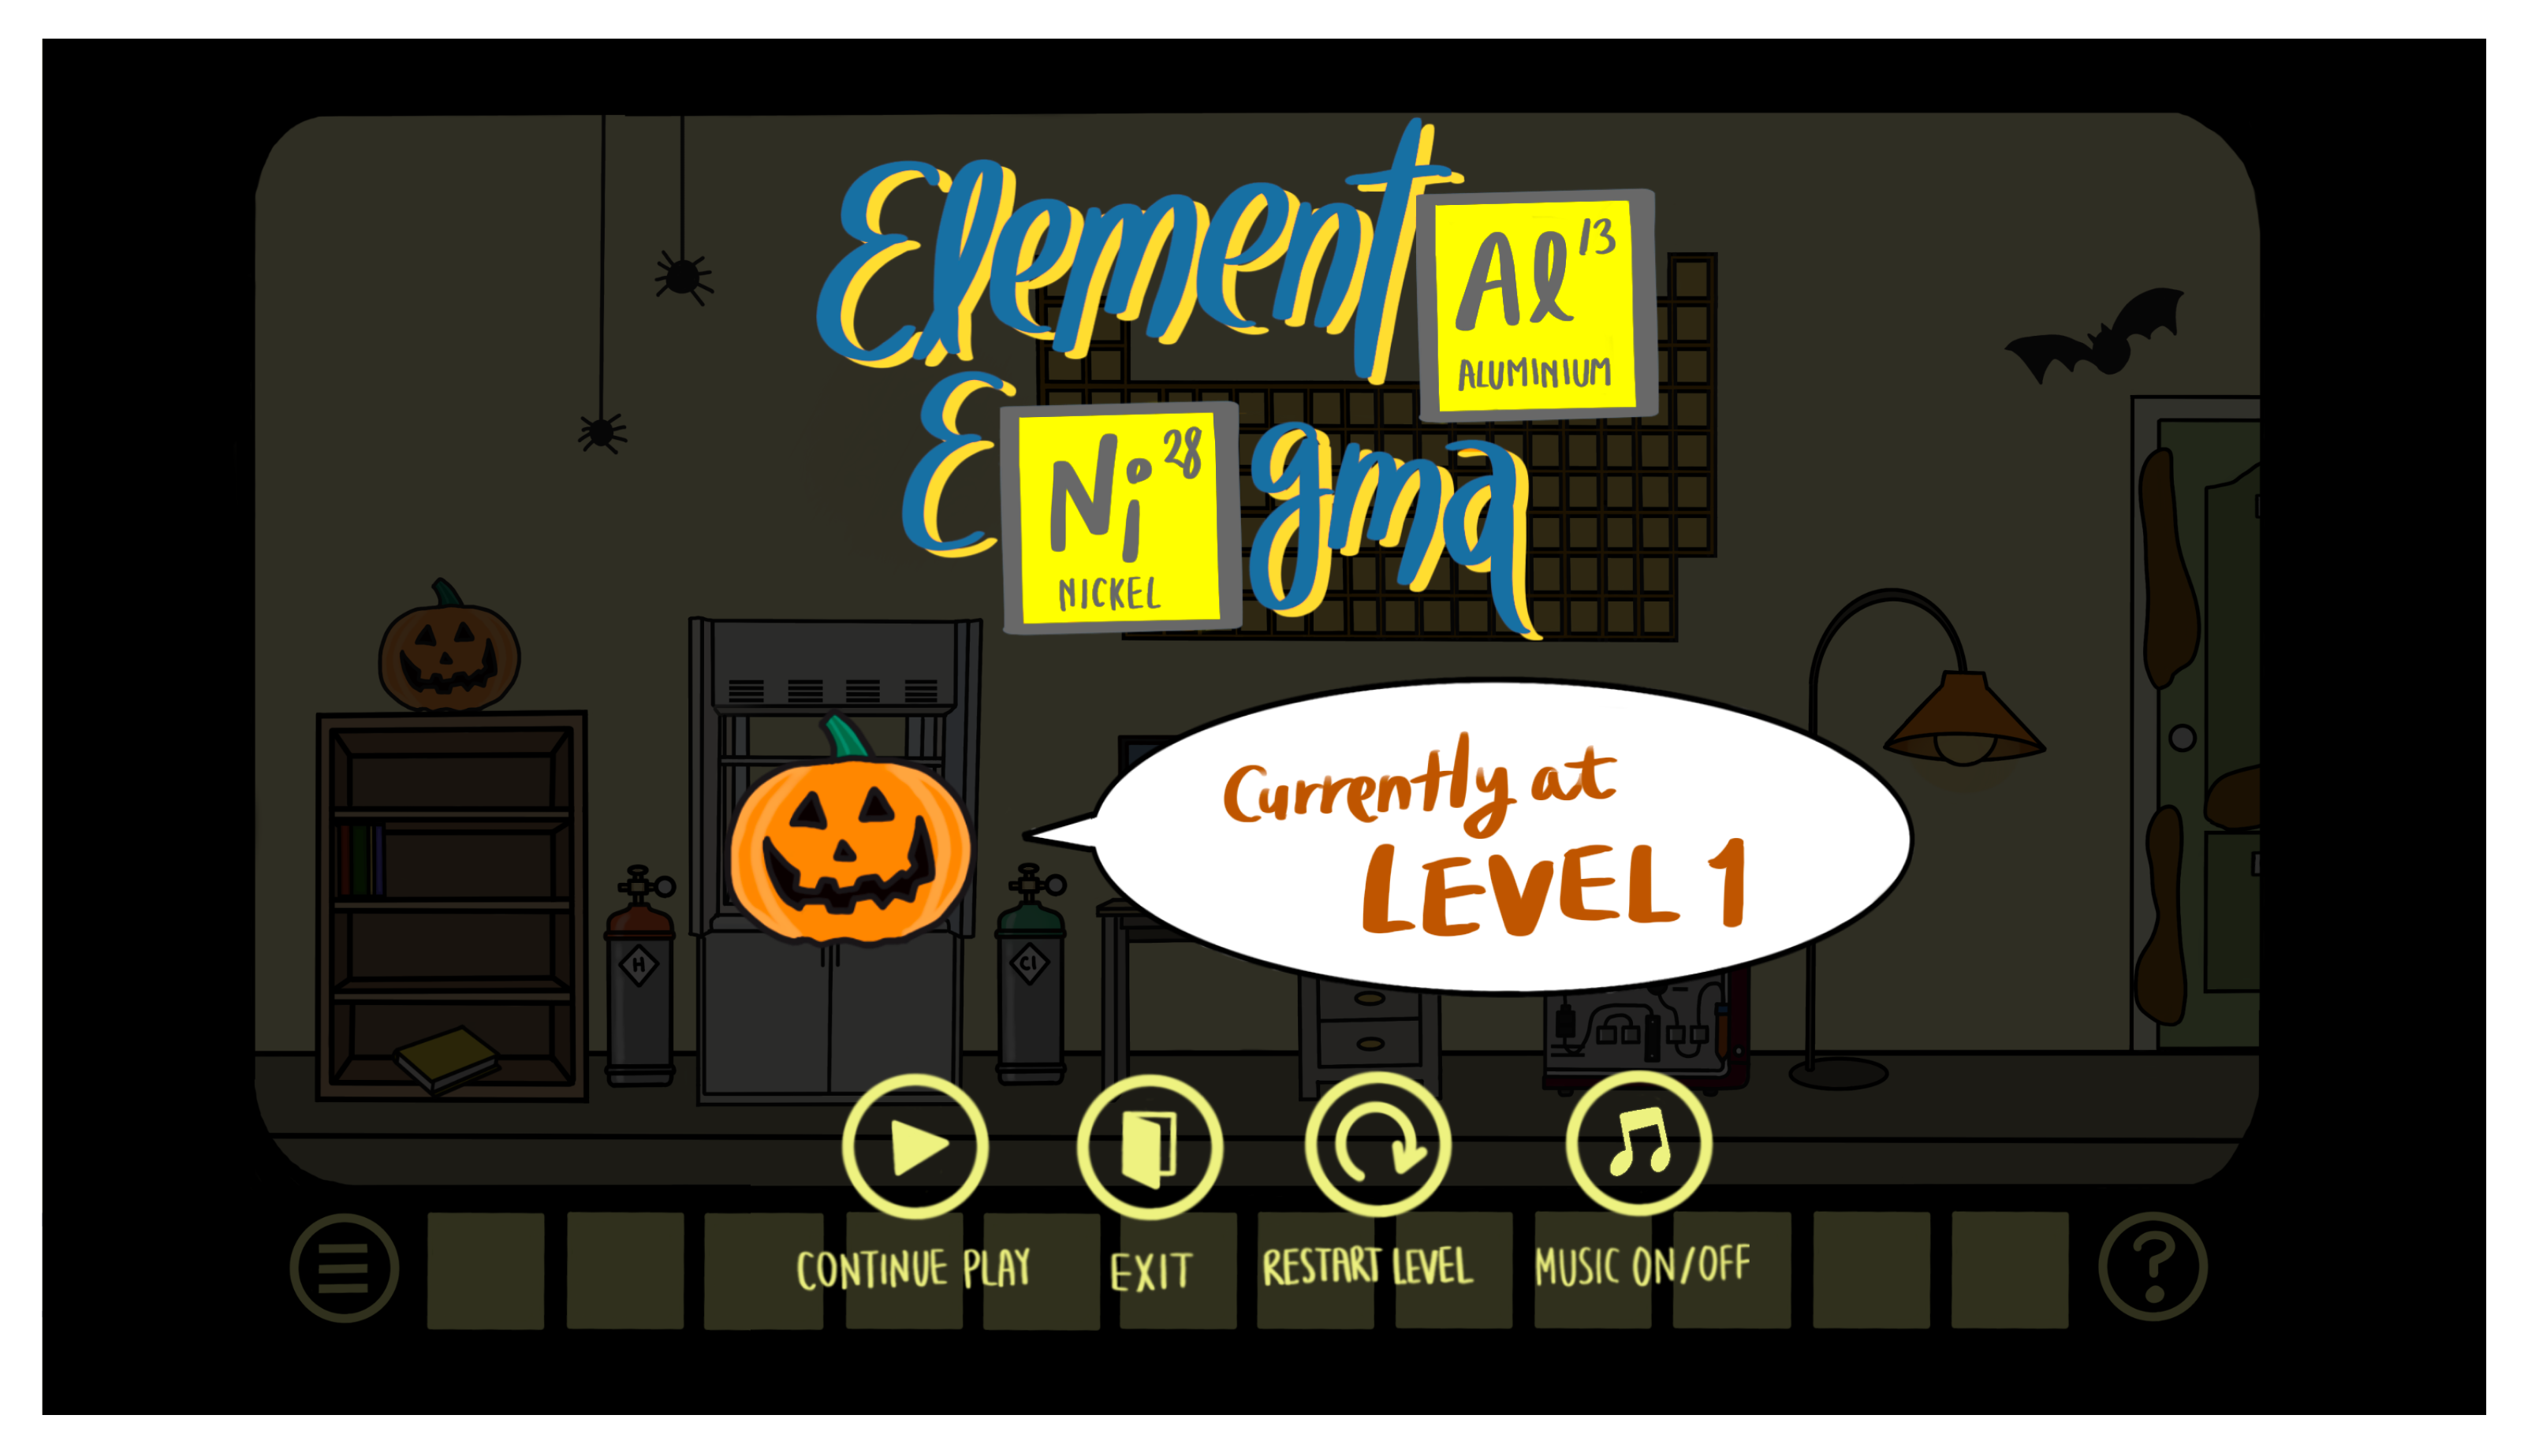 Element Al 13
ALUMINIUM
E Ni 28 gma
NICKEL
Currently at
LEVEL 1
H
Cl
CONTINUE PLAY
EXIT
RESTART LEVEL
MUSIC ON/OFF
?